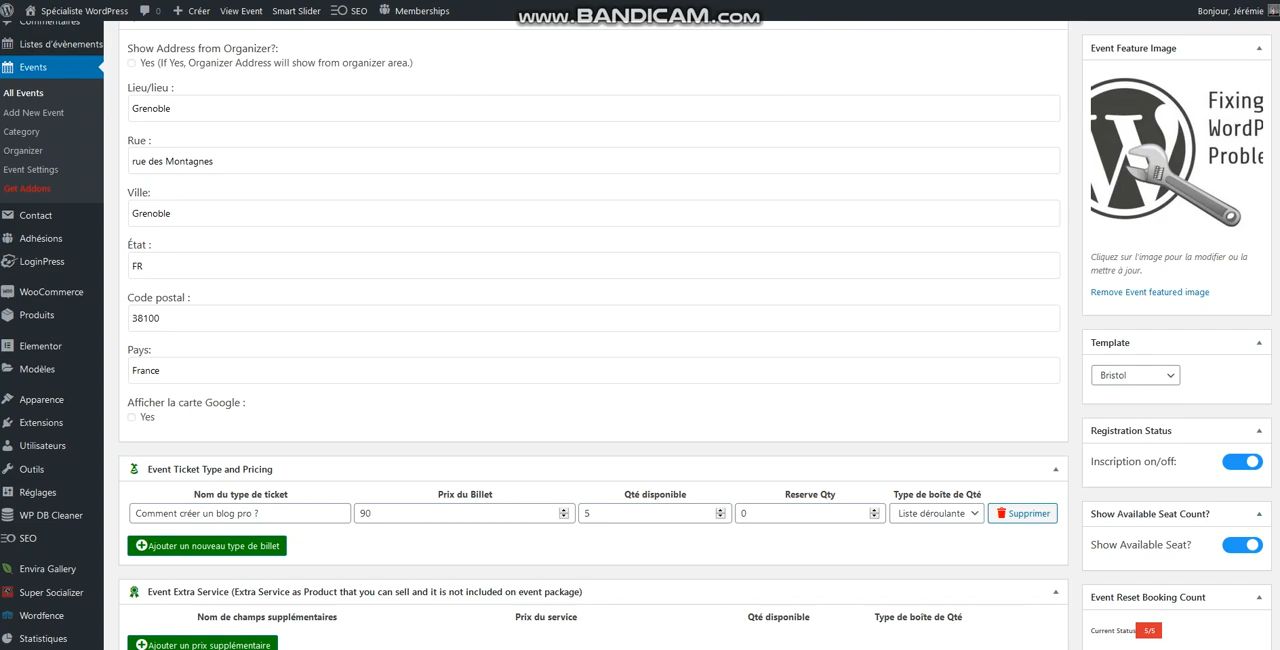 Spécialiste WordPress
0
Créer
View Event
Smart Slider
SEO
Memberships
www.BANDICAM.com
Bonjour, Jérémie
Commentaires
Listes d'évènements
Events
All Events
Add New Event
Category
Organizer
Event Settings
Get Addons
Contact
Adhésions
LoginPress
WooCommerce
Produits
Elementor
Modèles
Apparence
Extensions
Utilisateurs
Outils
Réglages
WP DB Cleaner
SEO
Envira Gallery
Super Socializer
Wordfence
Statistiques
Show Address from Organizer?:
Yes (If Yes, Organizer Address will show from organizer area.)
Lieu/lieu :
Grenoble
Rue :
rue des Montagnes
Ville:
Grenoble
État :
FR
Code postal :
38100
Pays:
France
Afficher la carte Google :
Yes
Event Ticket Type and Pricing
Nom du type de ticket Prix du Billet Qté disponible Reserve Qty Type de boîte de Qté
Comment créer un blog pro ? 90 5 0 Liste déroulante Supprimer
Ajouter un nouveau type de billet
Event Extra Service (Extra Service as Product that you can sell and it is not included on event package)
Nom de champs supplémentaires Prix du service Qté disponible Type de boîte de Qté
Ajouter un prix supplémentaire
Event Feature Image
Fixing
WordP
Proble
Cliquez sur l'image pour la modifier ou la
mettre à jour.
Remove Event featured image
Template
Bristol
Registration Status
Inscription on/off:
Show Available Seat Count?
Show Available Seat?
Event Reset Booking Count
Current Status 5/5